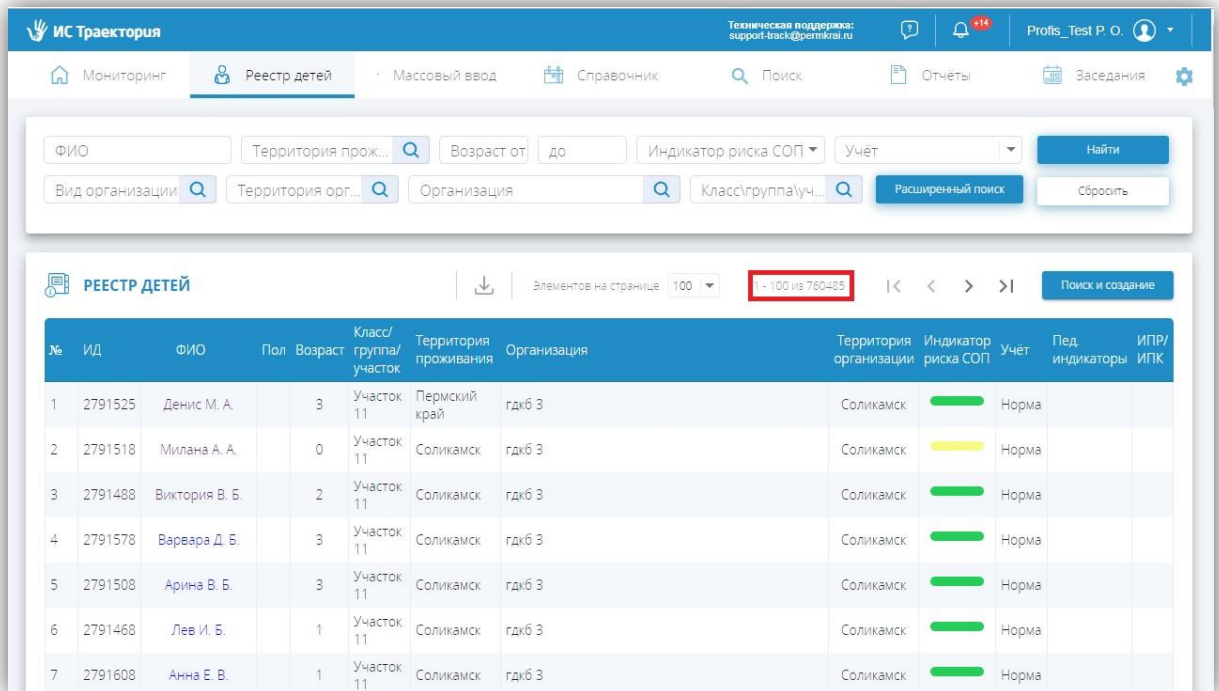 ИС Траектория
Техническая поддержка:
support-track@permkrai.ru
?
+14
Profis_Test P. O.
Мониторинг
Реестр детей
Массовый ввод
Справочник
Поиск
Отчёты
Заседания
ФИО
Территория прож...
Возраст от
до
Индикатор риска СОП
Учёт
Найти
Вид организации
Территория орг...
Организация
Класс\группа\уч...
Расширенный поиск
Сбросить
РЕЕСТР ДЕТЕЙ
Элементов на странице 100
1 - 100 из 760485
Поиск и создание
№ ИД ФИО Пол Возраст Класс/ группа/ участок Территория проживания Организация Территория организации Индикатор риска СОП Учёт Пед. индикаторы ИПР/ ИПК
1 2791525 Денис М. А. 3 Участок 11 Пермский край гдкб 3 Соликамск Норма
2 2791518 Милана А. А. 0 Участок 11 Соликамск гдкб 3 Соликамск Норма
3 2791488 Виктория В. Б. 2 Участок 11 Соликамск гдкб 3 Соликамск Норма
4 2791578 Варвара Д. Б. 3 Участок 11 Соликамск гдкб 3 Соликамск Норма
5 2791508 Арина В. Б. 3 Участок 11 Соликамск гдкб 3 Соликамск Норма
6 2791468 Лев И. Б. 1 Участок 11 Соликамск гдкб 3 Соликамск Норма
7 2791608 Анна Е. В. 1 Участок 11 Соликамск гдкб 3 Соликамск Норма